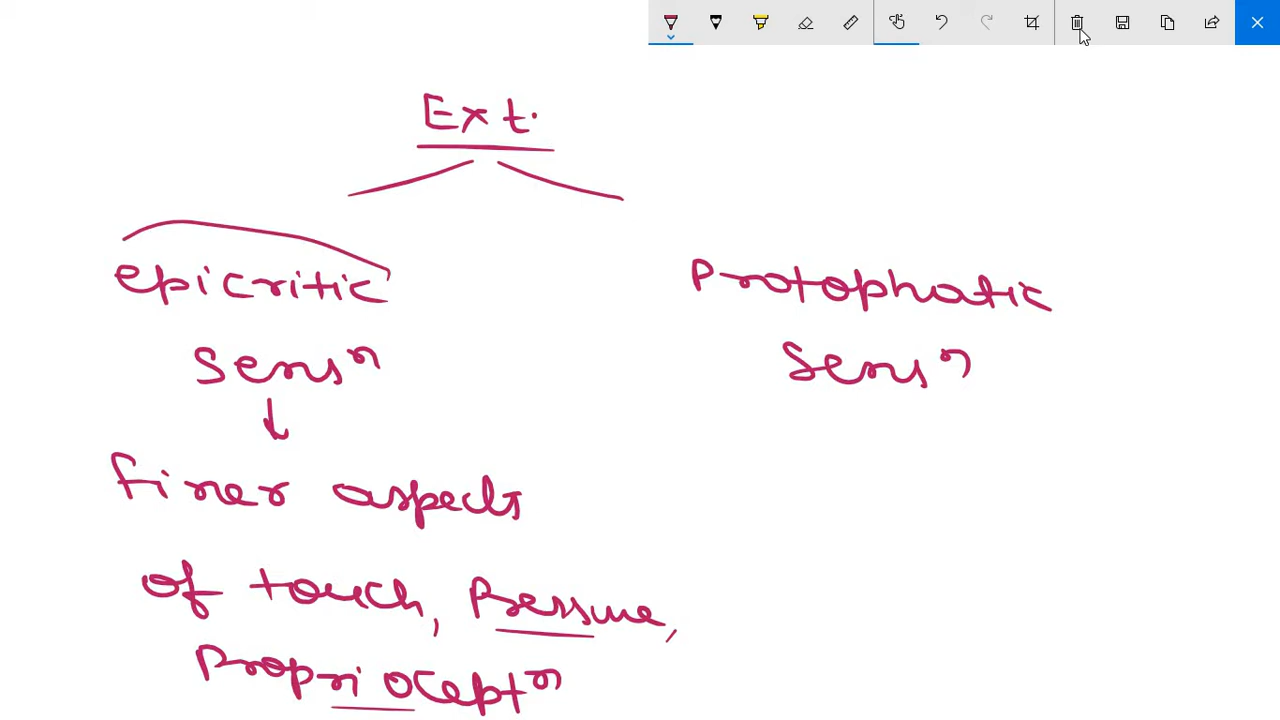 Ext.
epicritic
Sensⁿ
Protophatic
Sensⁿ
finer aspects
of touch, Pressure,
Proprioceptⁿ